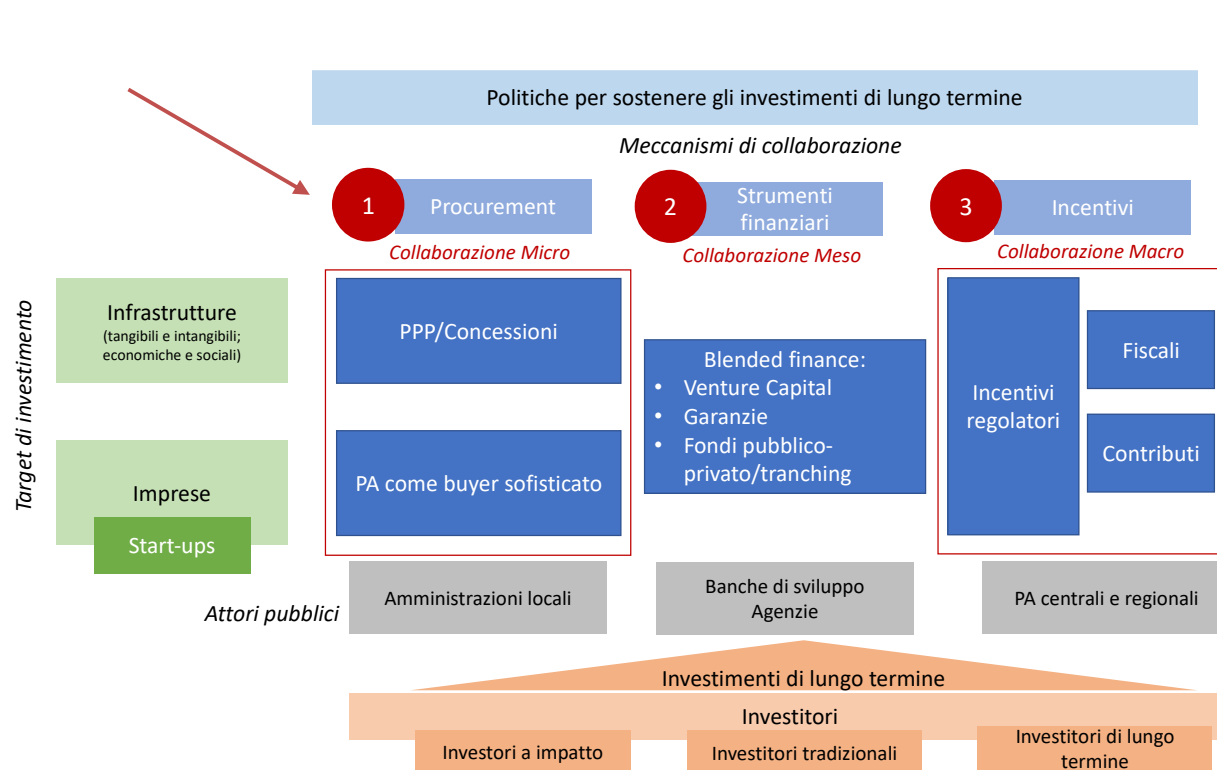 Politiche per sostenere gli investimenti di lungo termine
Meccanismi di collaborazione
1
Procurement
2
Strumenti
finanziari
3
Incentivi
Collaborazione Micro
Collaborazione Meso
Collaborazione Macro
Target di investimento
Infrastrutture
(tangibili e intangibili;
economiche e sociali)
PPP/Concessioni
Imprese
Start-ups
PA come buyer sofisticato
Blended finance:
• Venture Capital
• Garanzie
• Fondi pubblico-
privato/tranching
Incentivi
regolatori
Fiscali
Contributi
Attori pubblici
Amministrazioni locali
Banche di sviluppo
Agenzie
PA centrali e regionali
Investimenti di lungo termine
Investitori
Investori a impatto
Investitori tradizionali
Investitori di lungo
termine